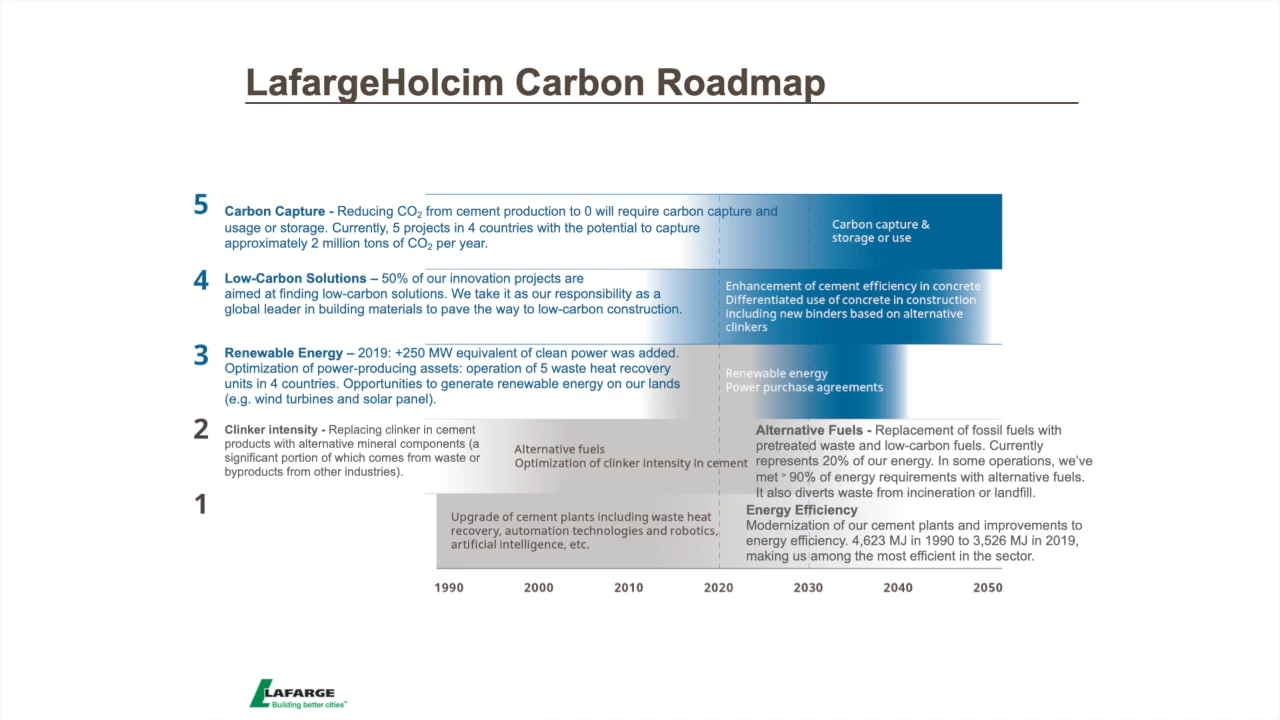 LafargeHolcim Carbon Roadmap
5
Carbon Capture - Reducing CO₂ from cement production to 0 will require carbon capture and
usage or storage. Currently, 5 projects in 4 countries with the potential to capture
approximately 2 million tons of CO₂ per year.
Carbon capture &
storage or use
4
Low-Carbon Solutions – 50% of our innovation projects are
aimed at finding low-carbon solutions. We take it as our responsibility as a
global leader in building materials to pave the way to low-carbon construction.
Enhancement of cement efficiency in concrete
Differentiated use of concrete in construction
including new binders based on alternative
clinkers
3
Renewable Energy – 2019: +250 MW equivalent of clean power was added.
Optimization of power-producing assets: operation of 5 waste heat recovery
units in 4 countries. Opportunities to generate renewable energy on our lands
(e.g. wind turbines and solar panel).
Renewable energy
Power purchase agreements
2
Clinker intensity - Replacing clinker in cement
products with alternative mineral components (a
significant portion of which comes from waste or
byproducts from other industries).
Alternative fuels
Optimization of clinker intensity in cement
Alternative Fuels - Replacement of fossil fuels with
pretreated waste and low-carbon fuels. Currently
represents 20% of our energy. In some operations, we've
met > 90% of energy requirements with alternative fuels.
It also diverts waste from incineration or landfill.
1
Upgrade of cement plants including waste heat
recovery, automation technologies and robotics,
artificial intelligence, etc.
Energy Efficiency
Modernization of our cement plants and improvements to
energy efficiency. 4,623 MJ in 1990 to 3,526 MJ in 2019,
making us among the most efficient in the sector.
1990 2000 2010 2020 2030 2040 2050
LAFARGE
Building better cities™